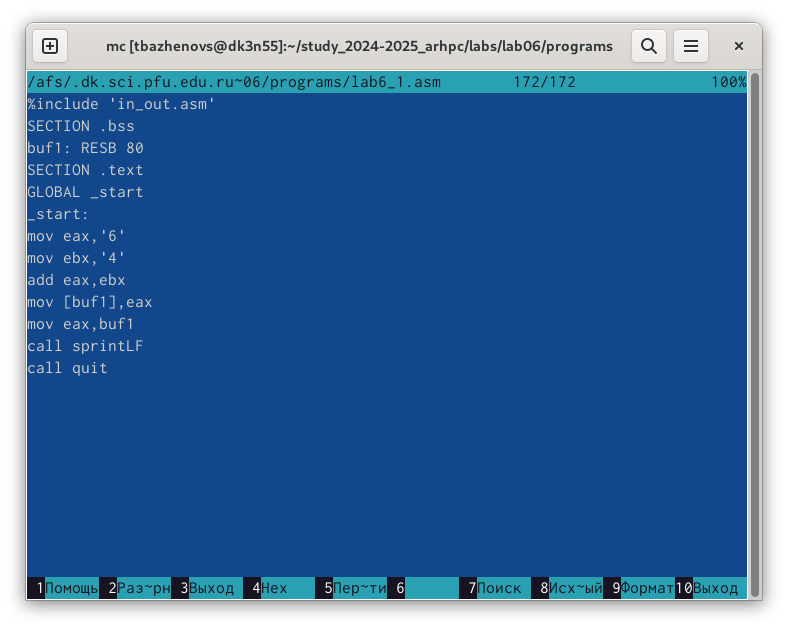 mc [tbazhenovs@dk3n55]:~/study_2024-2025_arhpc/labs/lab06/programs
/afs/.dk.sci.pfu.edu.ru~06/programs/lab6_1.asm 172/172 100%
%include 'in_out.asm'
SECTION .bss
buf1: RESB 80
SECTION .text
GLOBAL _start
_start:
mov eax,'6'
mov ebx,'4'
add eax,ebx
mov [buf1],eax
mov eax,buf1
call sprintLF
call quit
1Помощь 2Раз~рн 3Выход 4Hex 5Пер~ти 6 7Поиск 8Исх~ый 9Формат 10Выход